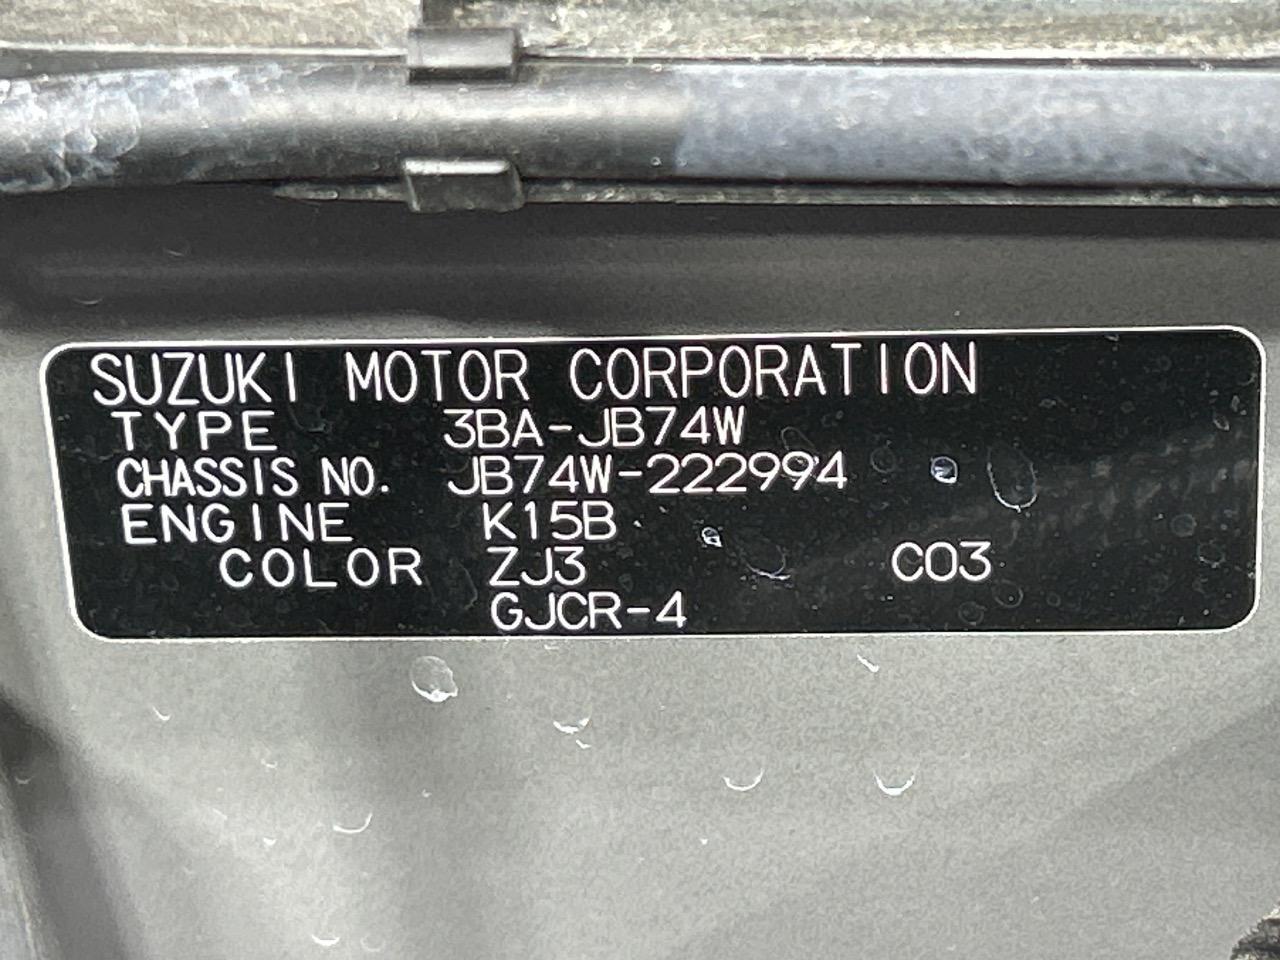 SUZUKI MOTOR CORPORATION
TYPE 3BA-JB74W
CHASSIS NO. JB74W-222994
ENGINE K15B
COLOR ZJ3 C03
GJCR-4